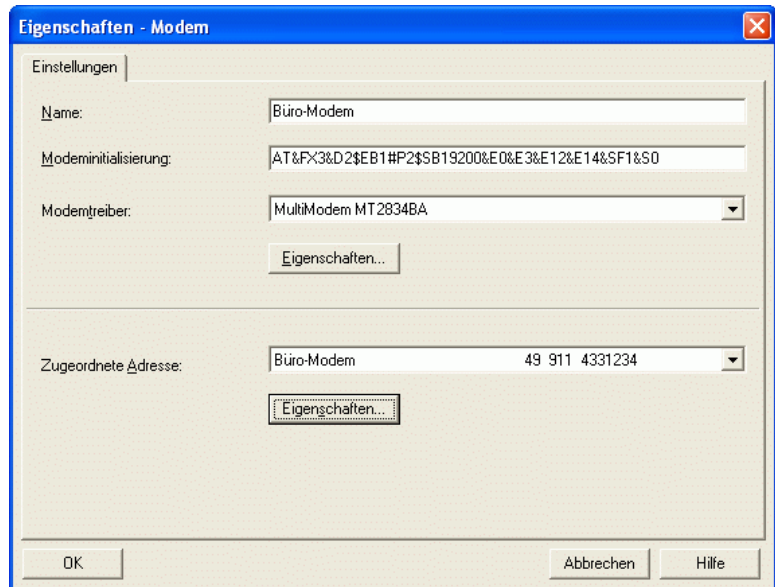 Eigenschaften - Modem
Einstellungen
Name: Büro-Modem
Modeminitialisierung: AT&FX3&D2$EB1#P2$SB19200&E0&E3&E12&E14&SF1&S0
Modemtreiber: MultiModem MT2834BA
Eigenschaften...
Zugeordnete Adresse: Büro-Modem 49 911 4331234
Eigenschaften...
OK Abbrechen Hilfe